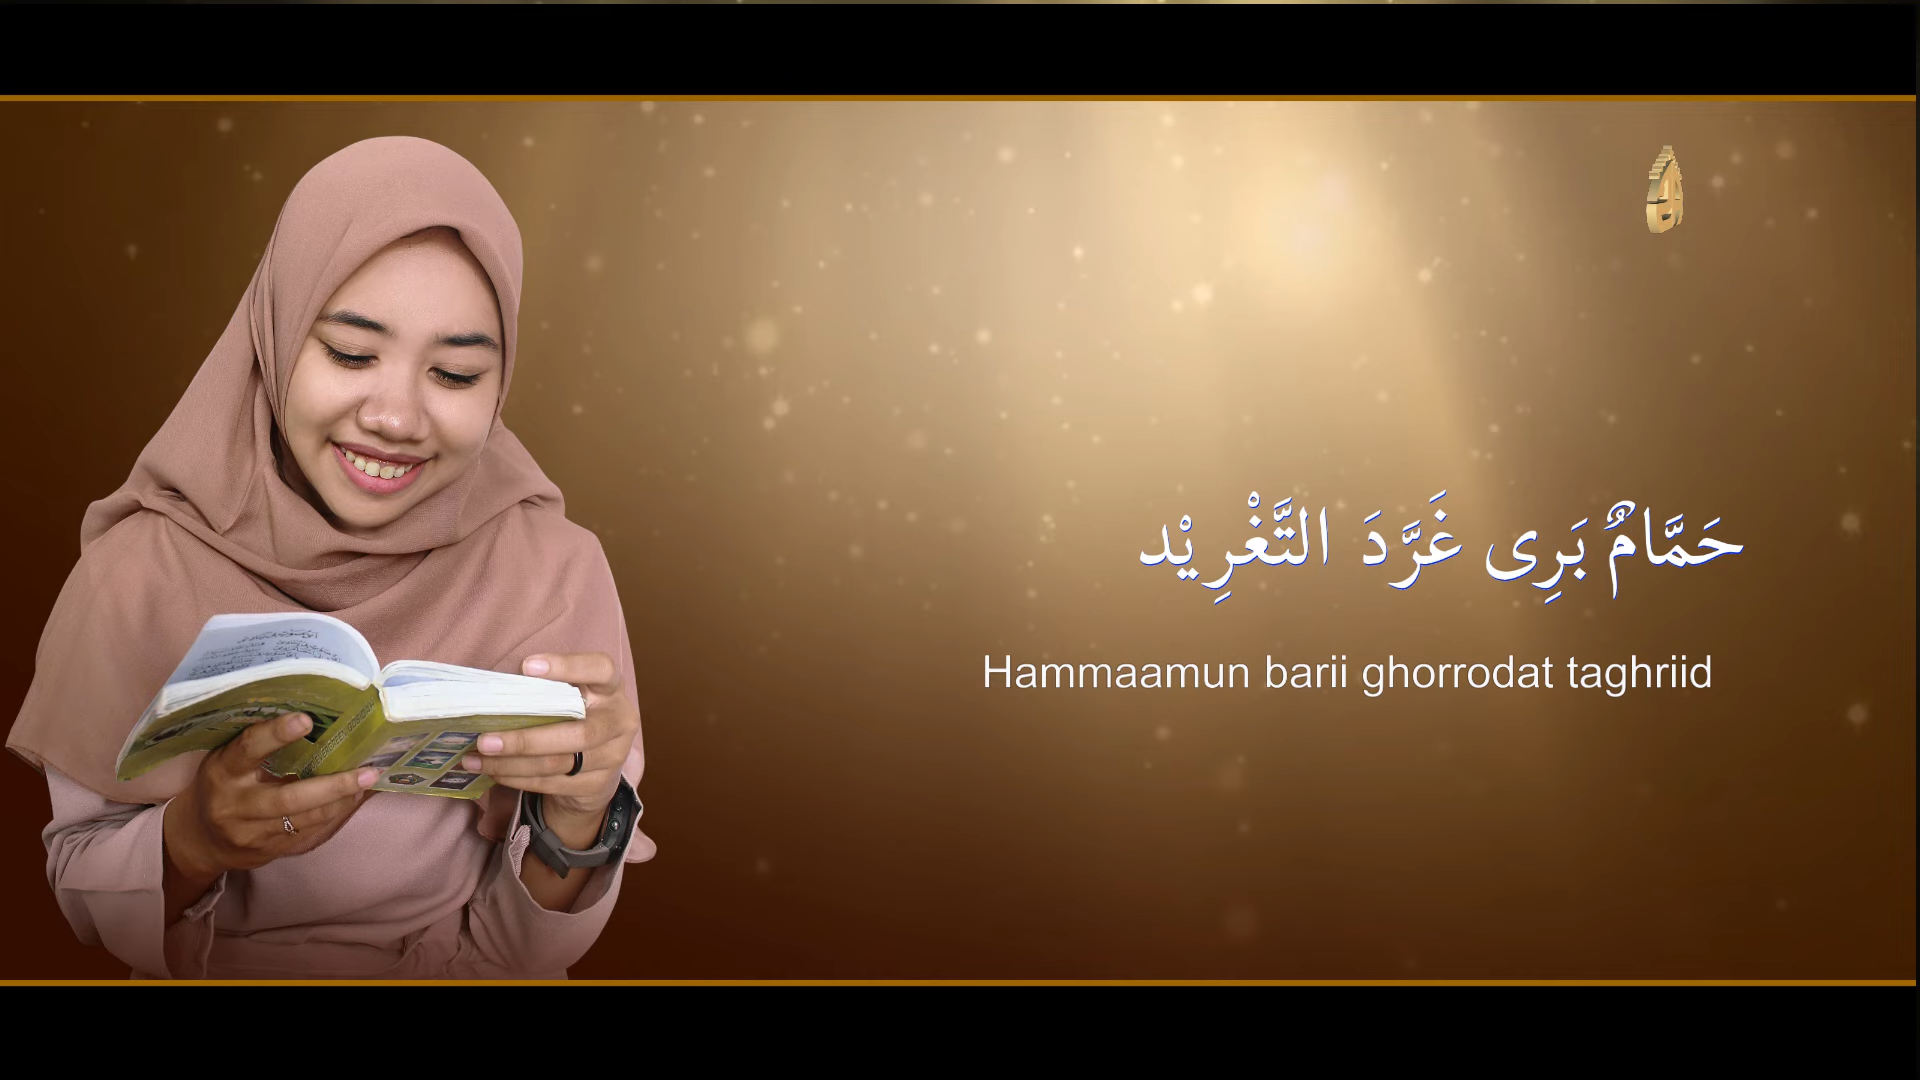 حَمَّامٌ بَرِى غَرَّدَ التَّغْرِيْد
Hammaamun barii ghorrodat taghriid